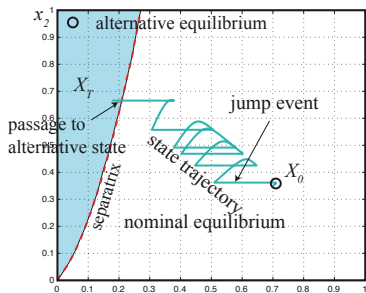 x₂
1
0.9
0.8
0.7
0.6
0.5
0.4
0.3
0.2
0.1
0
alternative equilibrium
X_T
jump event
passage to
alternative state
state trajectory
X₀
separatrix
nominal equilibrium
0 0.1 0.2 0.3 0.4 0.5 0.6 0.7 0.8 0.9 1